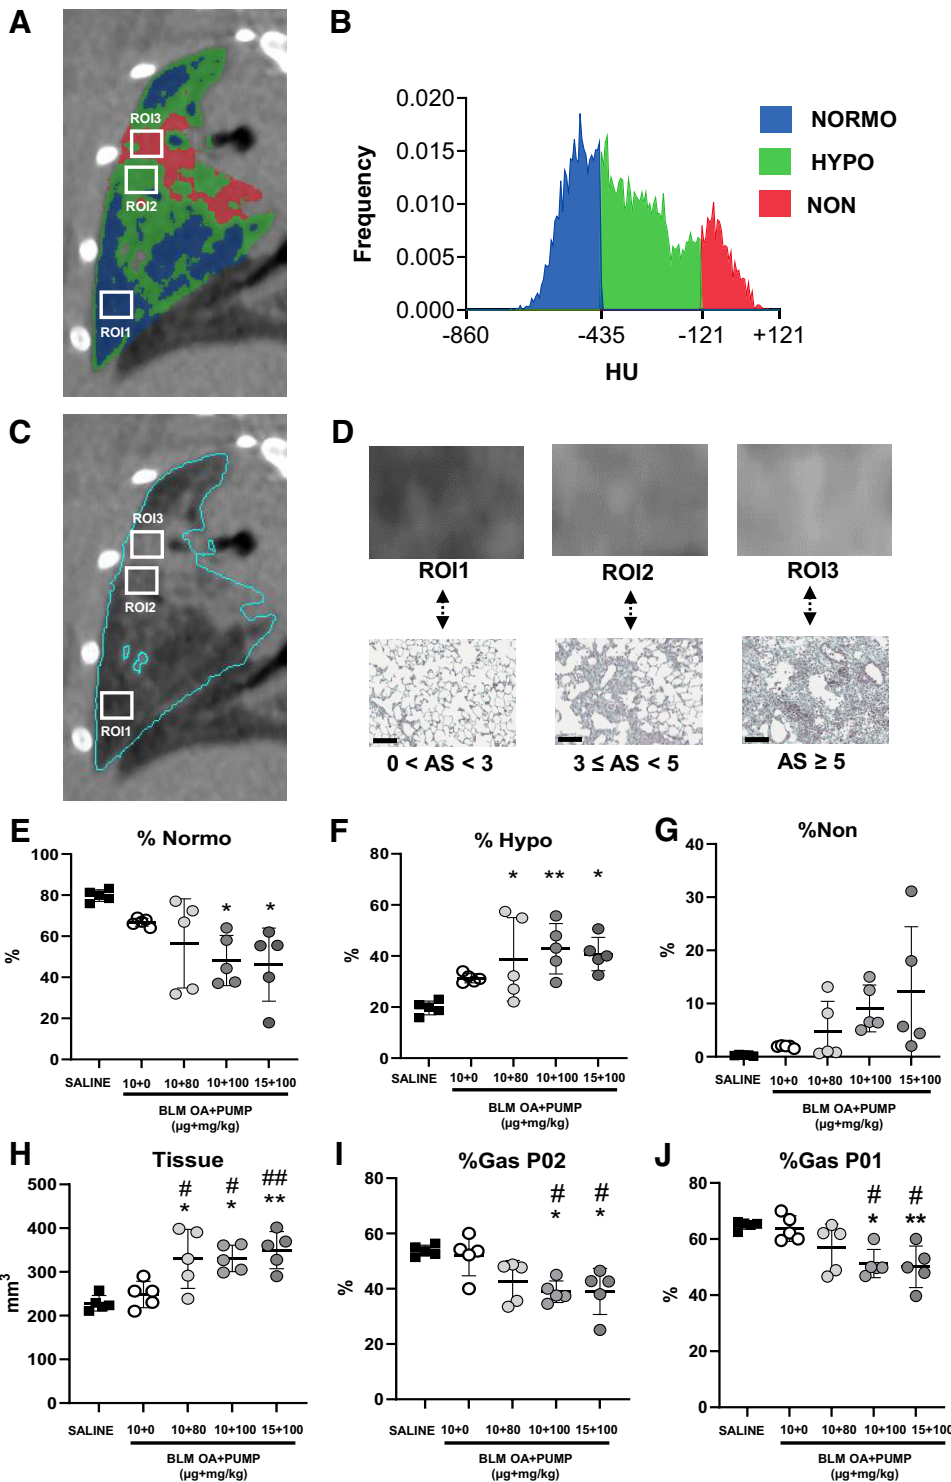 A
ROI3
ROI2
ROI1
B
0.020
0.015
0.010
0.005
0.000
Frequency
-860
-435
-121
+121
HU
NORMO
HYPO
NON
C
ROI3
ROI2
ROI1
D
ROI1
ROI2
ROI3
0 < AS < 3
3 ≤ AS < 5
AS ≥ 5
E
% Normo
100
80
60
40
20
0
%
* *
SALINE
10+0
10+80
10+100
15+100
BLM OA+PUMP
(µg+mg/kg)
F
% Hypo
80
60
40
20
0
%
* ** *
SALINE
10+0
10+80
10+100
15+100
BLM OA+PUMP
(µg+mg/kg)
G
%Non
40
30
20
10
0
%
SALINE
10+0
10+80
10+100
15+100
BLM OA+PUMP
(µg+mg/kg)
H
Tissue
500
400
300
200
100
0
mm³
# # ##
* * **
SALINE
10+0
10+80
10+100
15+100
BLM OA+PUMP
(µg+mg/kg)
I
%Gas P02
80
60
40
20
0
%
# #
* *
SALINE
10+0
10+80
10+100
15+100
BLM OA+PUMP
(µg+mg/kg)
J
%Gas P01
80
60
40
20
0
%
# #
* **
SALINE
10+0
10+80
10+100
15+100
BLM OA+PUMP
(µg+mg/kg)